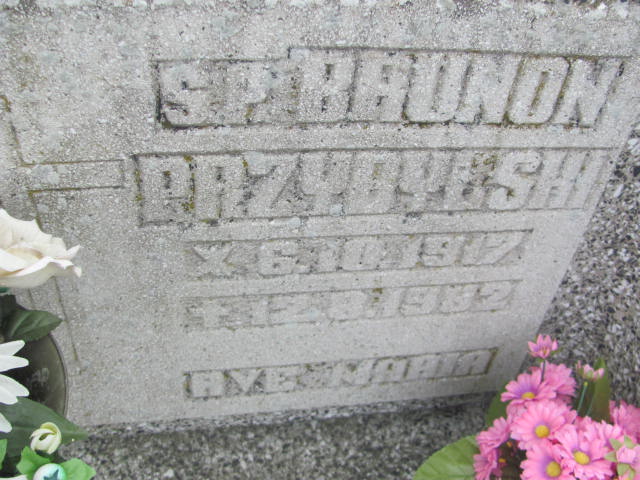 S.P. BRUNON
PRZYBYLSKI
X 6.10.1917
† 12.8.1982
AVE MARIA